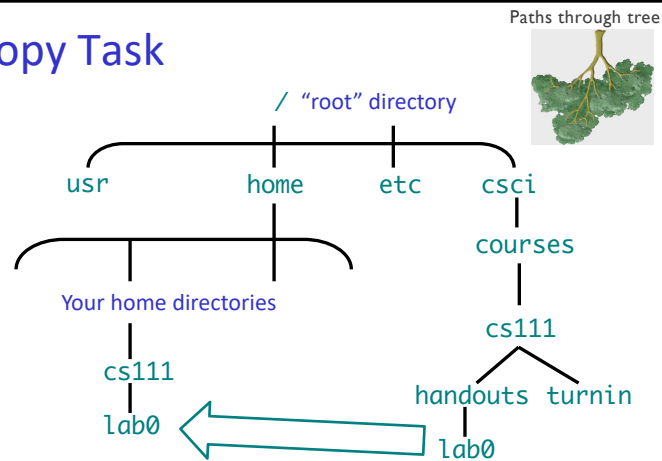 Paths through tree
opy Task
/ “root” directory
usr home etc csci
courses
Your home directories
cs111
cs111
handouts turnin
lab0
lab0